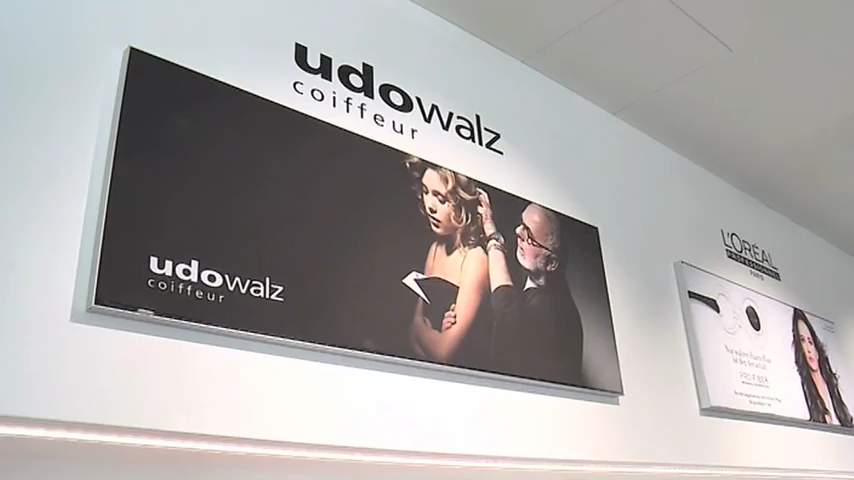 udowalz
coiffeur
udowalz
coiffeur
L'ORÉAL
PROFESSIONNEL
PARIS
PRO FIBER